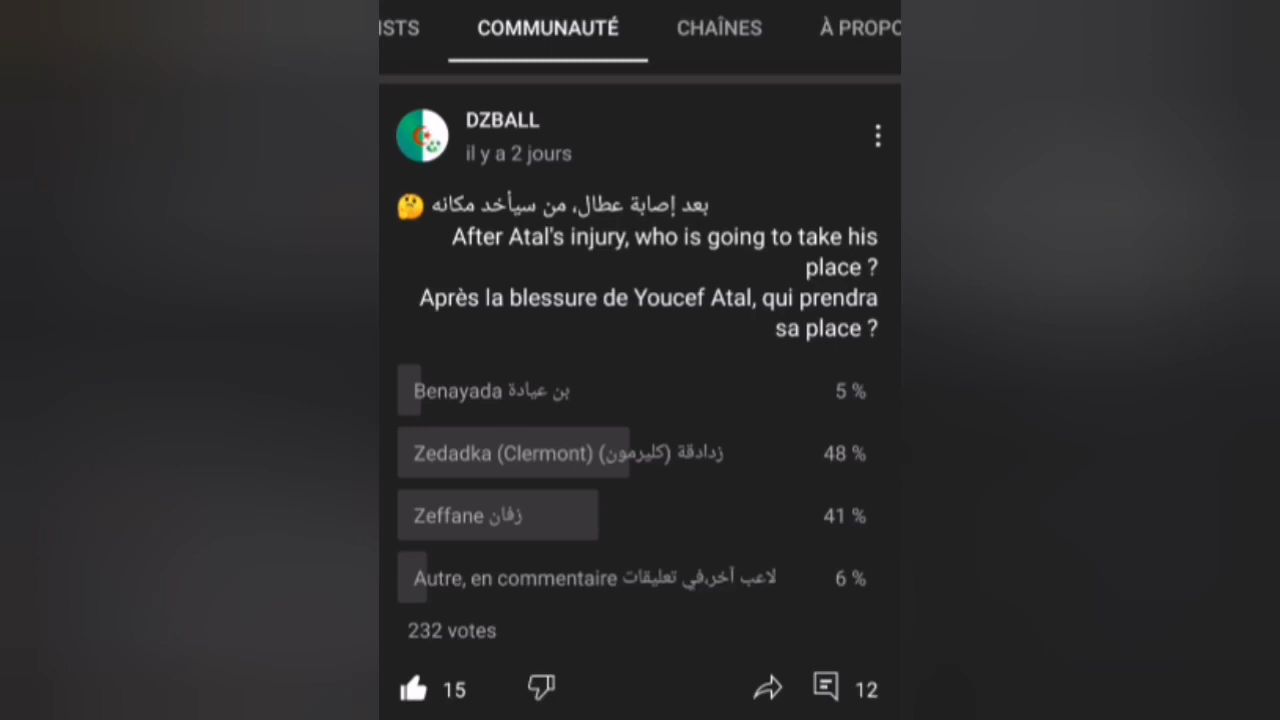 ISTS COMMUNAUTÉ CHAÎNES À PROPO
DZBALL
il y a 2 jours
بعد إصابة عطال، من سيأخد مكانه 🤔
After Atal's injury, who is going to take his
place ?
Après la blessure de Youcef Atal, qui prendra
sa place ?
Benayada بن عيادة 5 %
Zedadka (Clermont) زدادقة (كليرمون) 48 %
Zeffane زفان 41 %
Autre, en commentaire لاعب آخر،في تعليقات 6 %
232 votes
15 12